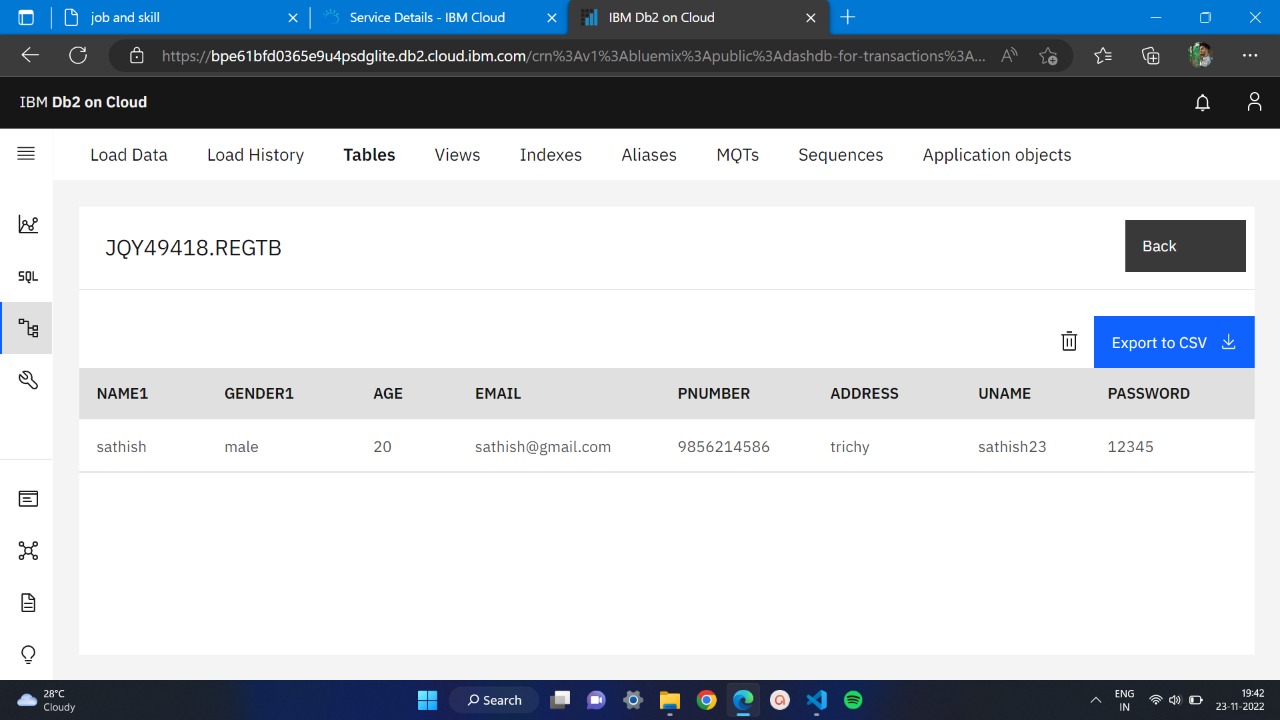 job and skill
Service Details - IBM Cloud
IBM Db2 on Cloud
https://bpe61bfd0365e9u4psdglite.db2.cloud.ibm.com/crn%3Av1%3Abluemix%3Apublic%3Adashdb-for-transactions%3A...
IBM Db2 on Cloud
Load Data Load History Tables Views Indexes Aliases MQTs Sequences Application objects
SQL
JQY49418.REGTB
Back
Export to CSV
NAME1 GENDER1 AGE EMAIL PNUMBER ADDRESS UNAME PASSWORD
sathish male 20 sathish@gmail.com 9856214586 trichy sathish23 12345
28°C
Cloudy
Search
ENG
IN
19:42
23-11-2022